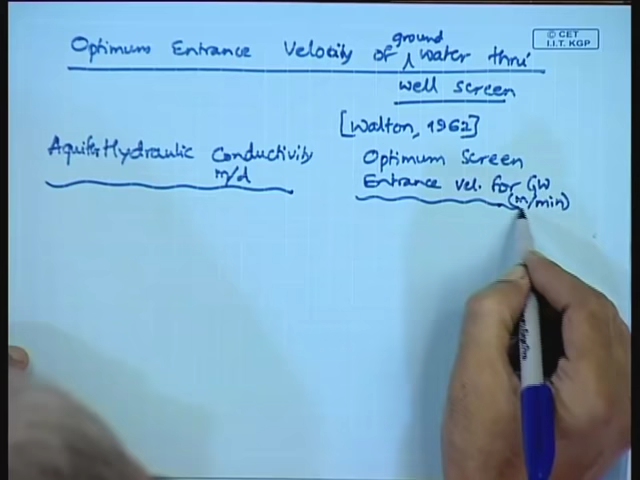 © CET
I.I.T. KGP
Optimum Entrance Velocity of ground water thru'
well screen
[Walton, 1962]
Aquifer Hydraulic Conductivity
m/d
Optimum Screen
Entrance vel. for GW
(m/min)